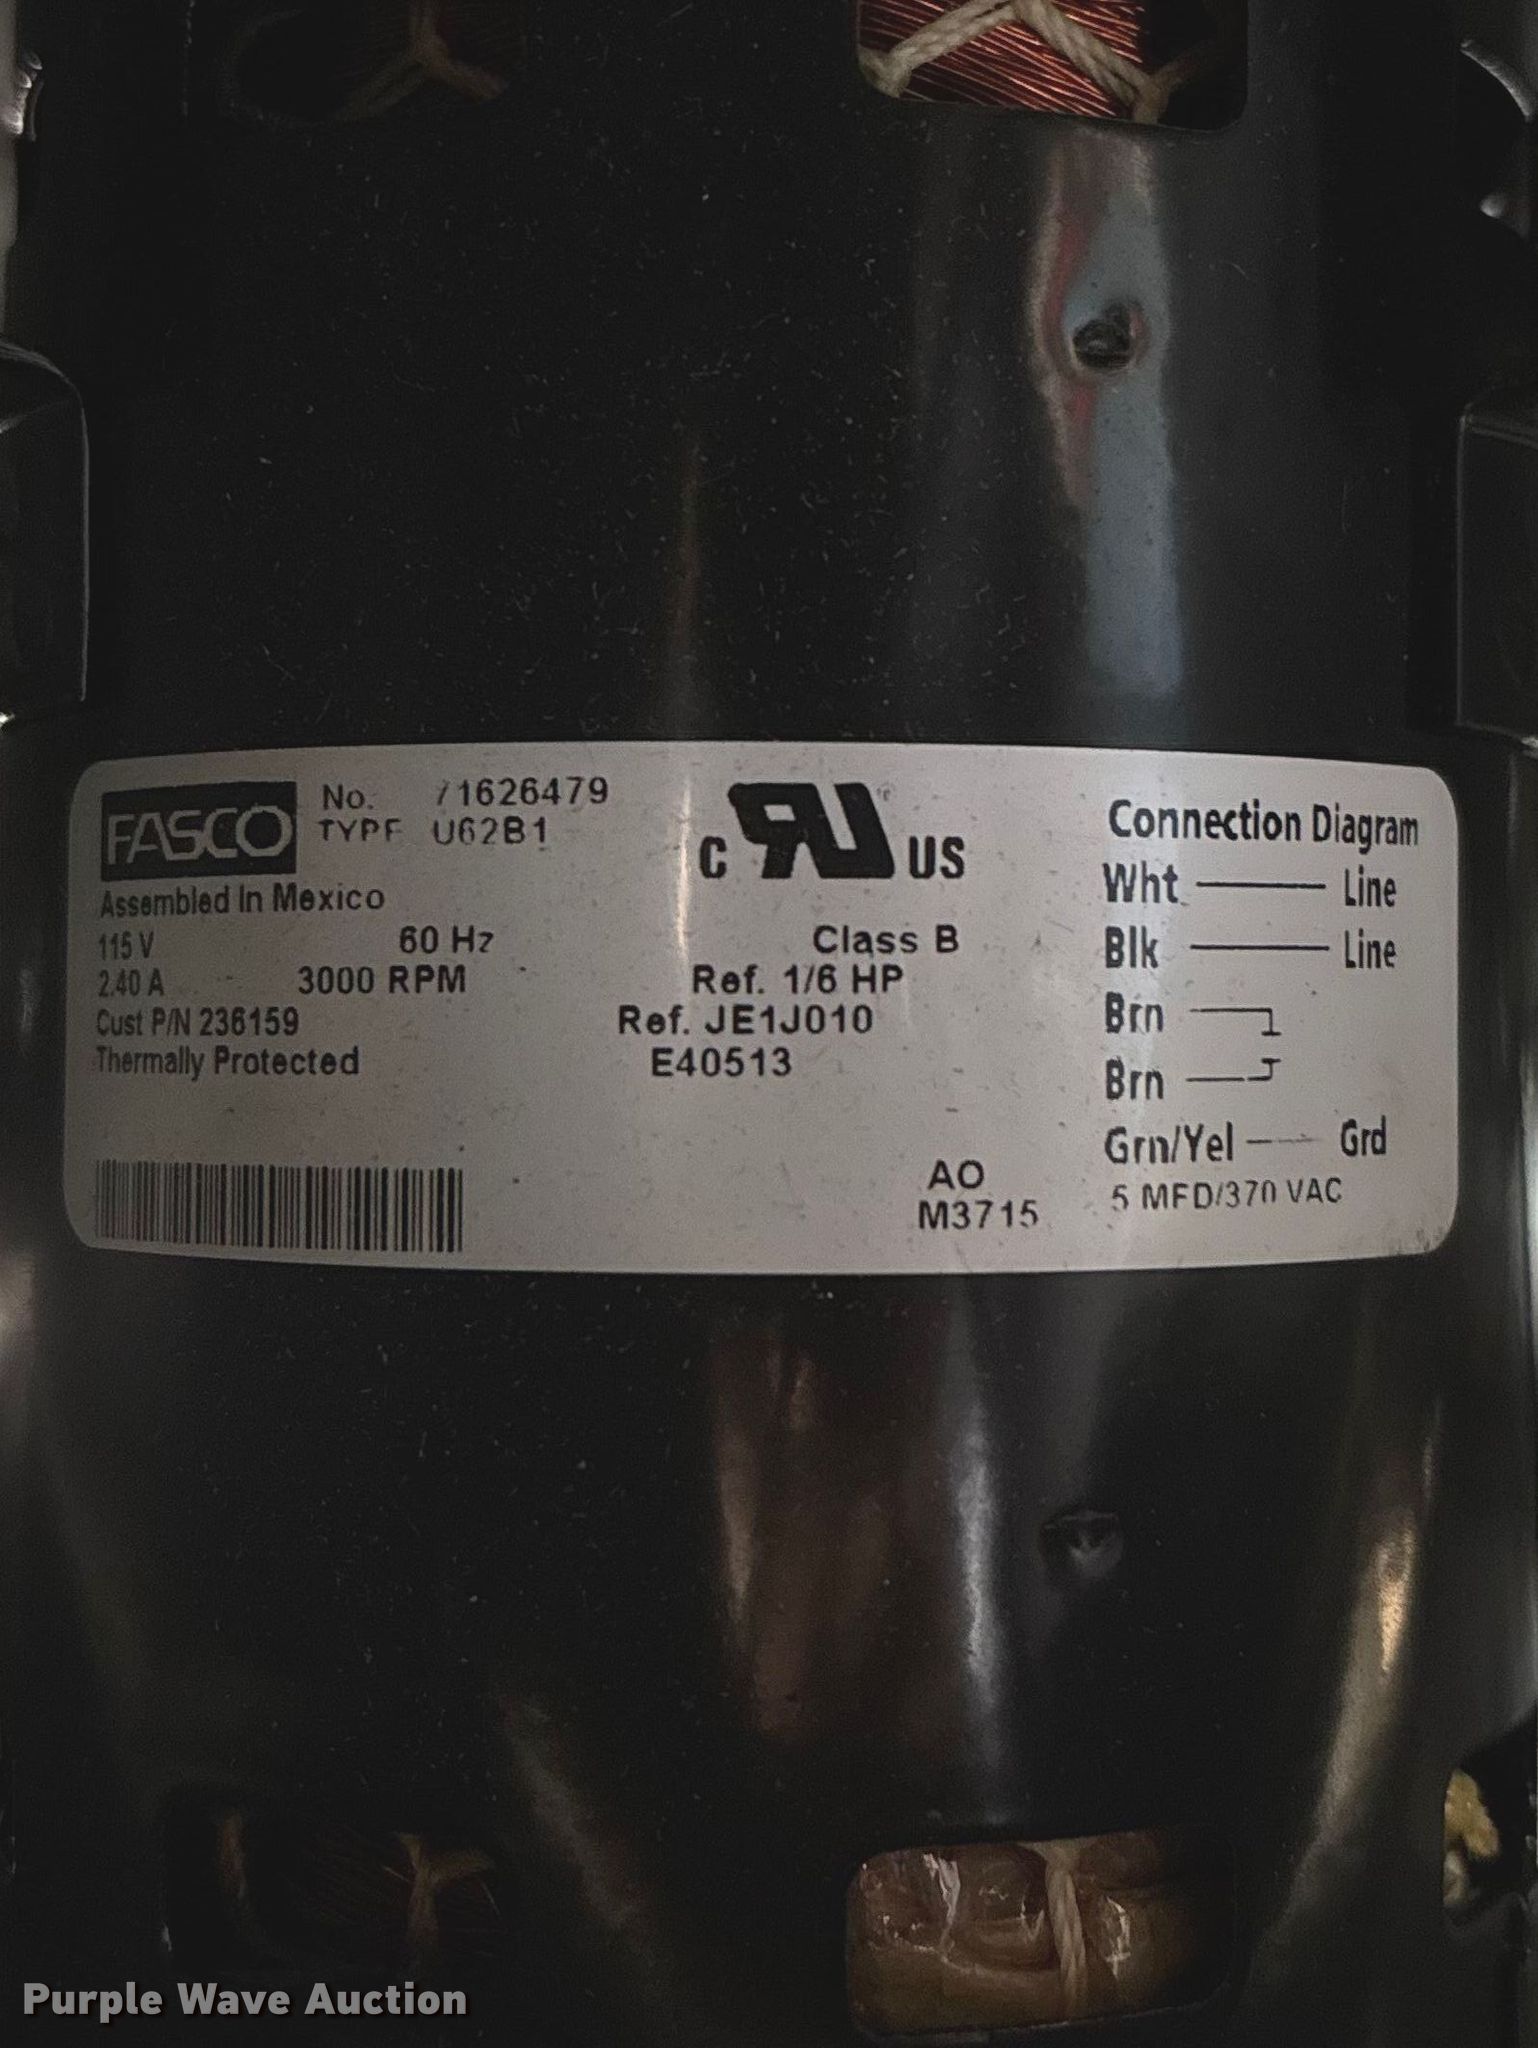 FASCO
No. 71626479
TYPE U62B1
Assembled In Mexico
115 V 60 Hz Class B
2.40 A 3000 RPM Ref. 1/6 HP
Cust P/N 236159 Ref. JE1J010
Thermally Protected E40513
C RU US
AO
M3715
Connection Diagram
Wht Line
Blk Line
Brn
Brn
Grn/Yel Grd
5 MFD/370 VAC
Purple Wave Auction